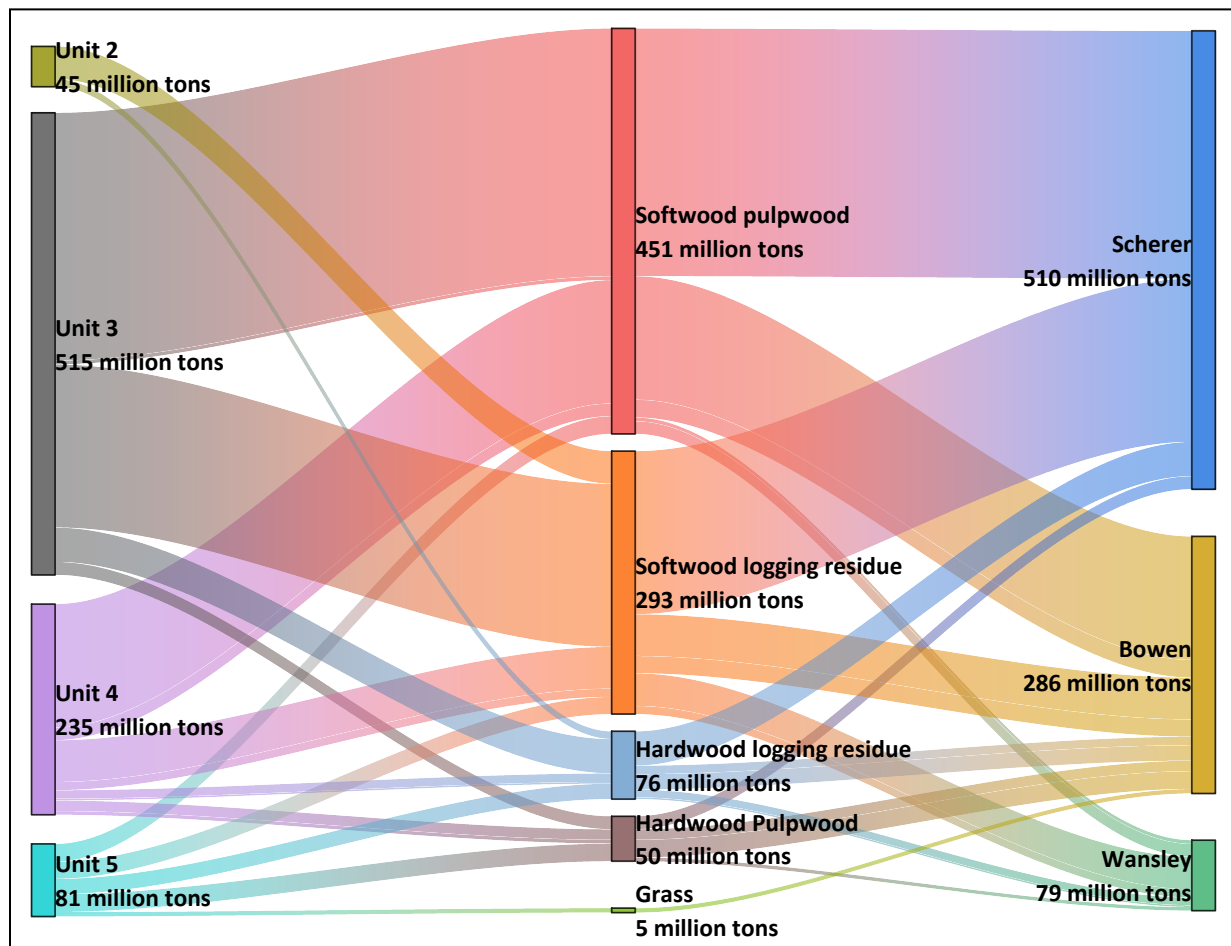 Unit 2
45 million tons
Unit 3
515 million tons
Unit 4
235 million tons
Unit 5
81 million tons
Softwood pulpwood
451 million tons
Softwood logging residue
293 million tons
Hardwood logging residue
76 million tons
Hardwood Pulpwood
50 million tons
Grass
5 million tons
Scherer
510 million tons
Bowen
286 million tons
Wansley
79 million tons